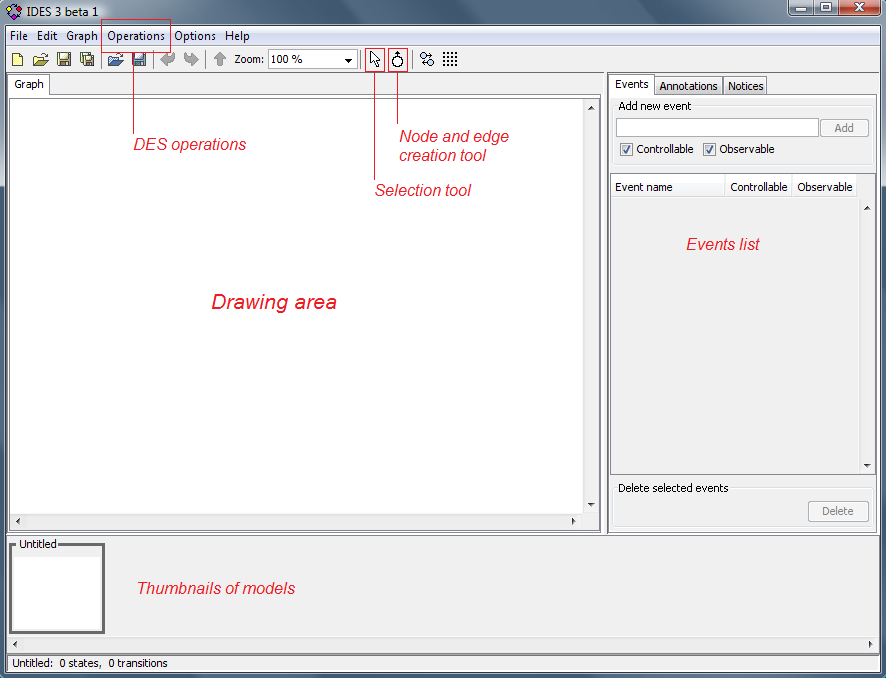 IDES 3 beta 1
File Edit Graph Operations Options Help
Zoom: 100 %
Graph
Events Annotations Notices
Add new event
Add
Controllable Observable
DES operations
Node and edge
creation tool
Selection tool
Event name Controllable Observable
Events list
Drawing area
Delete selected events
Delete
Untitled
Thumbnails of models
Untitled: 0 states, 0 transitions